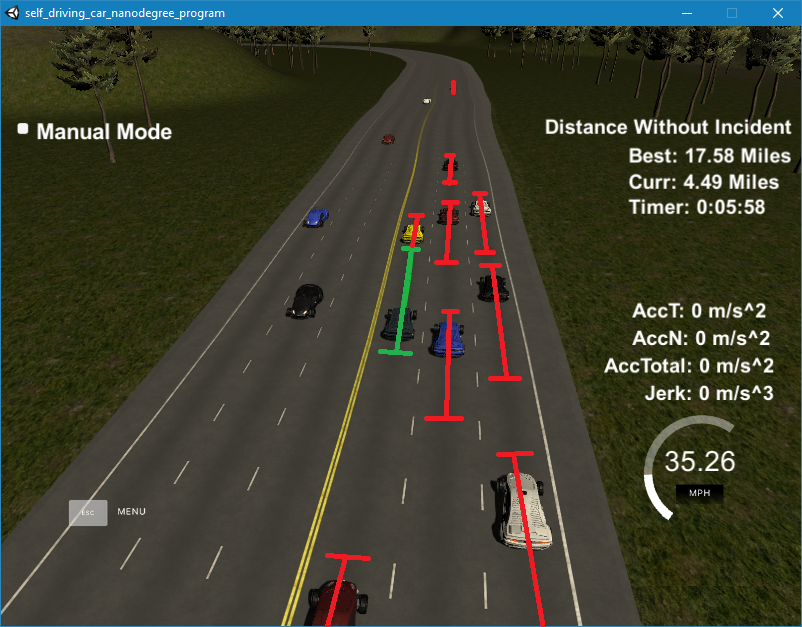 self_driving_car_nanodegree_program
Manual Mode
Distance Without Incident
Best: 17.58 Miles
Curr: 4.49 Miles
Timer: 0:05:58
AccT: 0 m/s^2
AccN: 0 m/s^2
AccTotal: 0 m/s^2
Jerk: 0 m/s^3
35.26
MPH
ESC
MENU